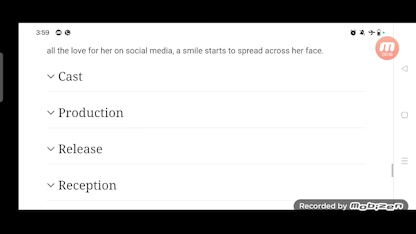 3:59
all the love for her on social media, a smile starts to spread across her face.
Cast
Production
Release
Reception
Recorded by mobizen